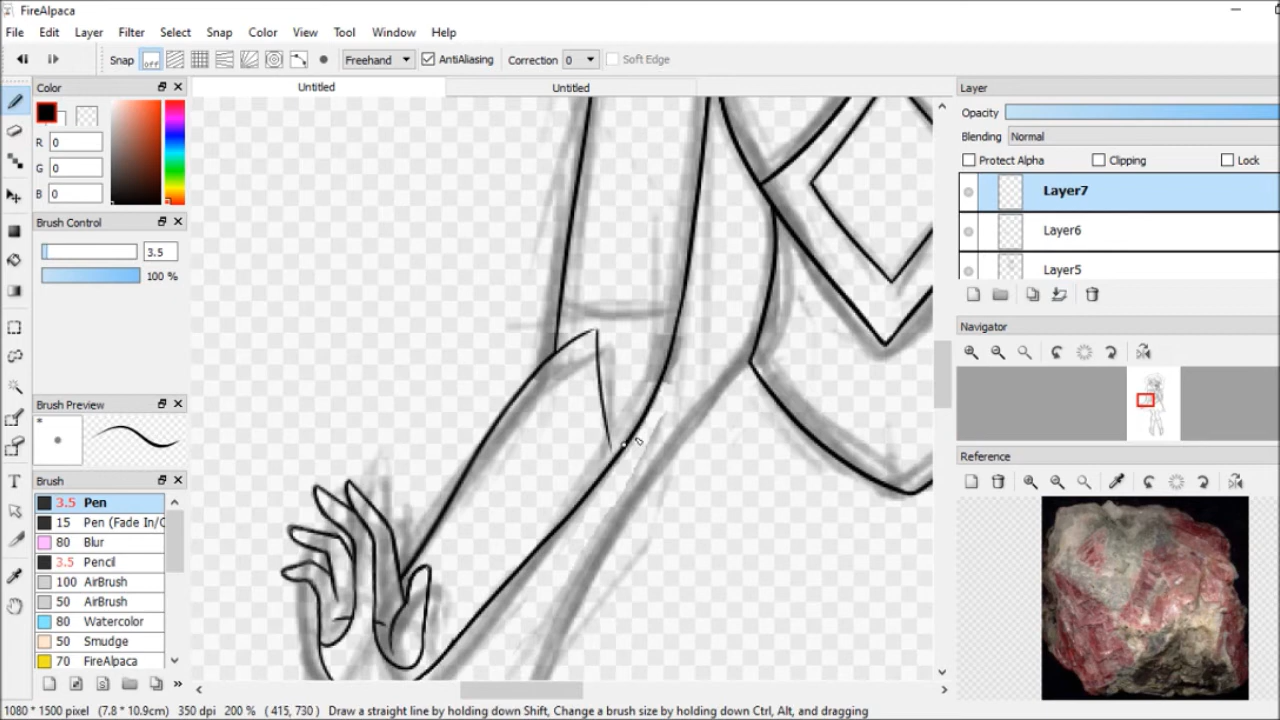 FireAlpaca
File Edit Layer Filter Select Snap Color View Tool Window Help
Snap off Freehand AntiAliasing Correction 0 Soft Edge
Color
Untitled Untitled
Layer
R 0
G 0
B 0
Opacity
Blending Normal
Protect Alpha Clipping Lock
Layer7
Layer6
Layer5
Brush Control
3.5
100 %
Navigator
Brush Preview
*
Reference
Brush
3.5 Pen
15 Pen (Fade In/O
80 Blur
3.5 Pencil
100 AirBrush
50 AirBrush
80 Watercolor
50 Smudge
70 FireAlpaca
T
S
»
1080 * 1500 pixel (7.8 * 10.9cm) 350 dpi 200 % ( 415, 730 ) Draw a straight line by holding down Shift, Change a brush size by holding down Ctrl, Alt, and dragging